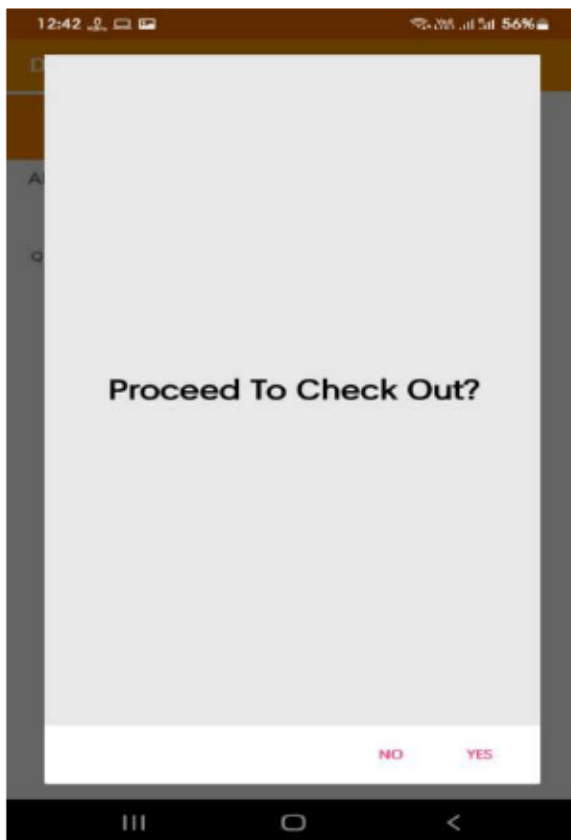 12:42
56%
D
A
Q
Proceed To Check Out?
NO YES